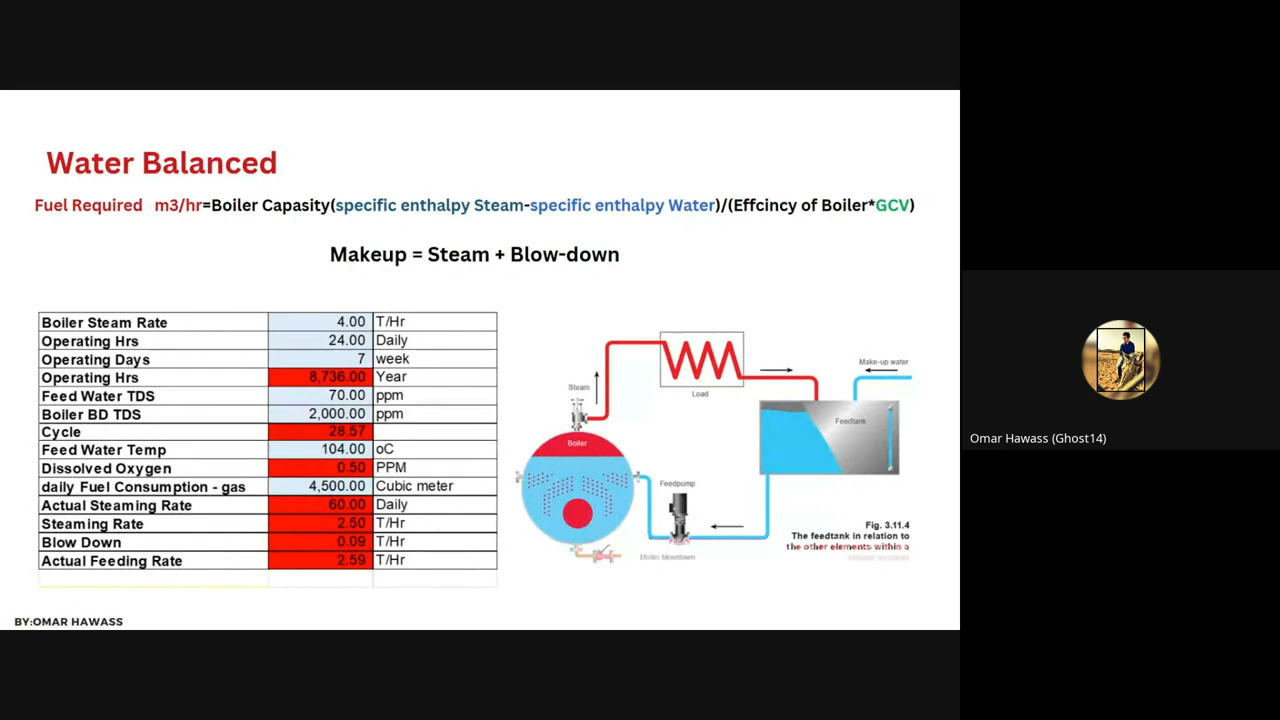 Water Balanced
Fuel Required m3/hr=Boiler Capasity(specific enthalpy Steam-specific enthalpy Water)/(Effcincy of Boiler*GCV)
Makeup = Steam + Blow-down
Boiler Steam Rate 4.00 T/Hr
Operating Hrs 24.00 Daily
Operating Days 7 week
Operating Hrs 8,736.00 Year
Feed Water TDS 70.00 ppm
Boiler BD TDS 2,000.00 ppm
Cycle 28.57
Feed Water Temp 104.00 oC
Dissolved Oxygen 0.50 PPM
daily Fuel Consumption - gas 4,500.00 Cubic meter
Actual Steaming Rate 60.00 Daily
Steaming Rate 2.50 T/Hr
Blow Down 0.09 T/Hr
Actual Feeding Rate 2.59 T/Hr
Steam
Load
Make-up water
Feedtank
Boiler
Feedpump
Boiler blowdown
Fig. 3.11.4
The feedtank in relation to
the other elements within a
BY:OMAR HAWASS
Omar Hawass (Ghost14)